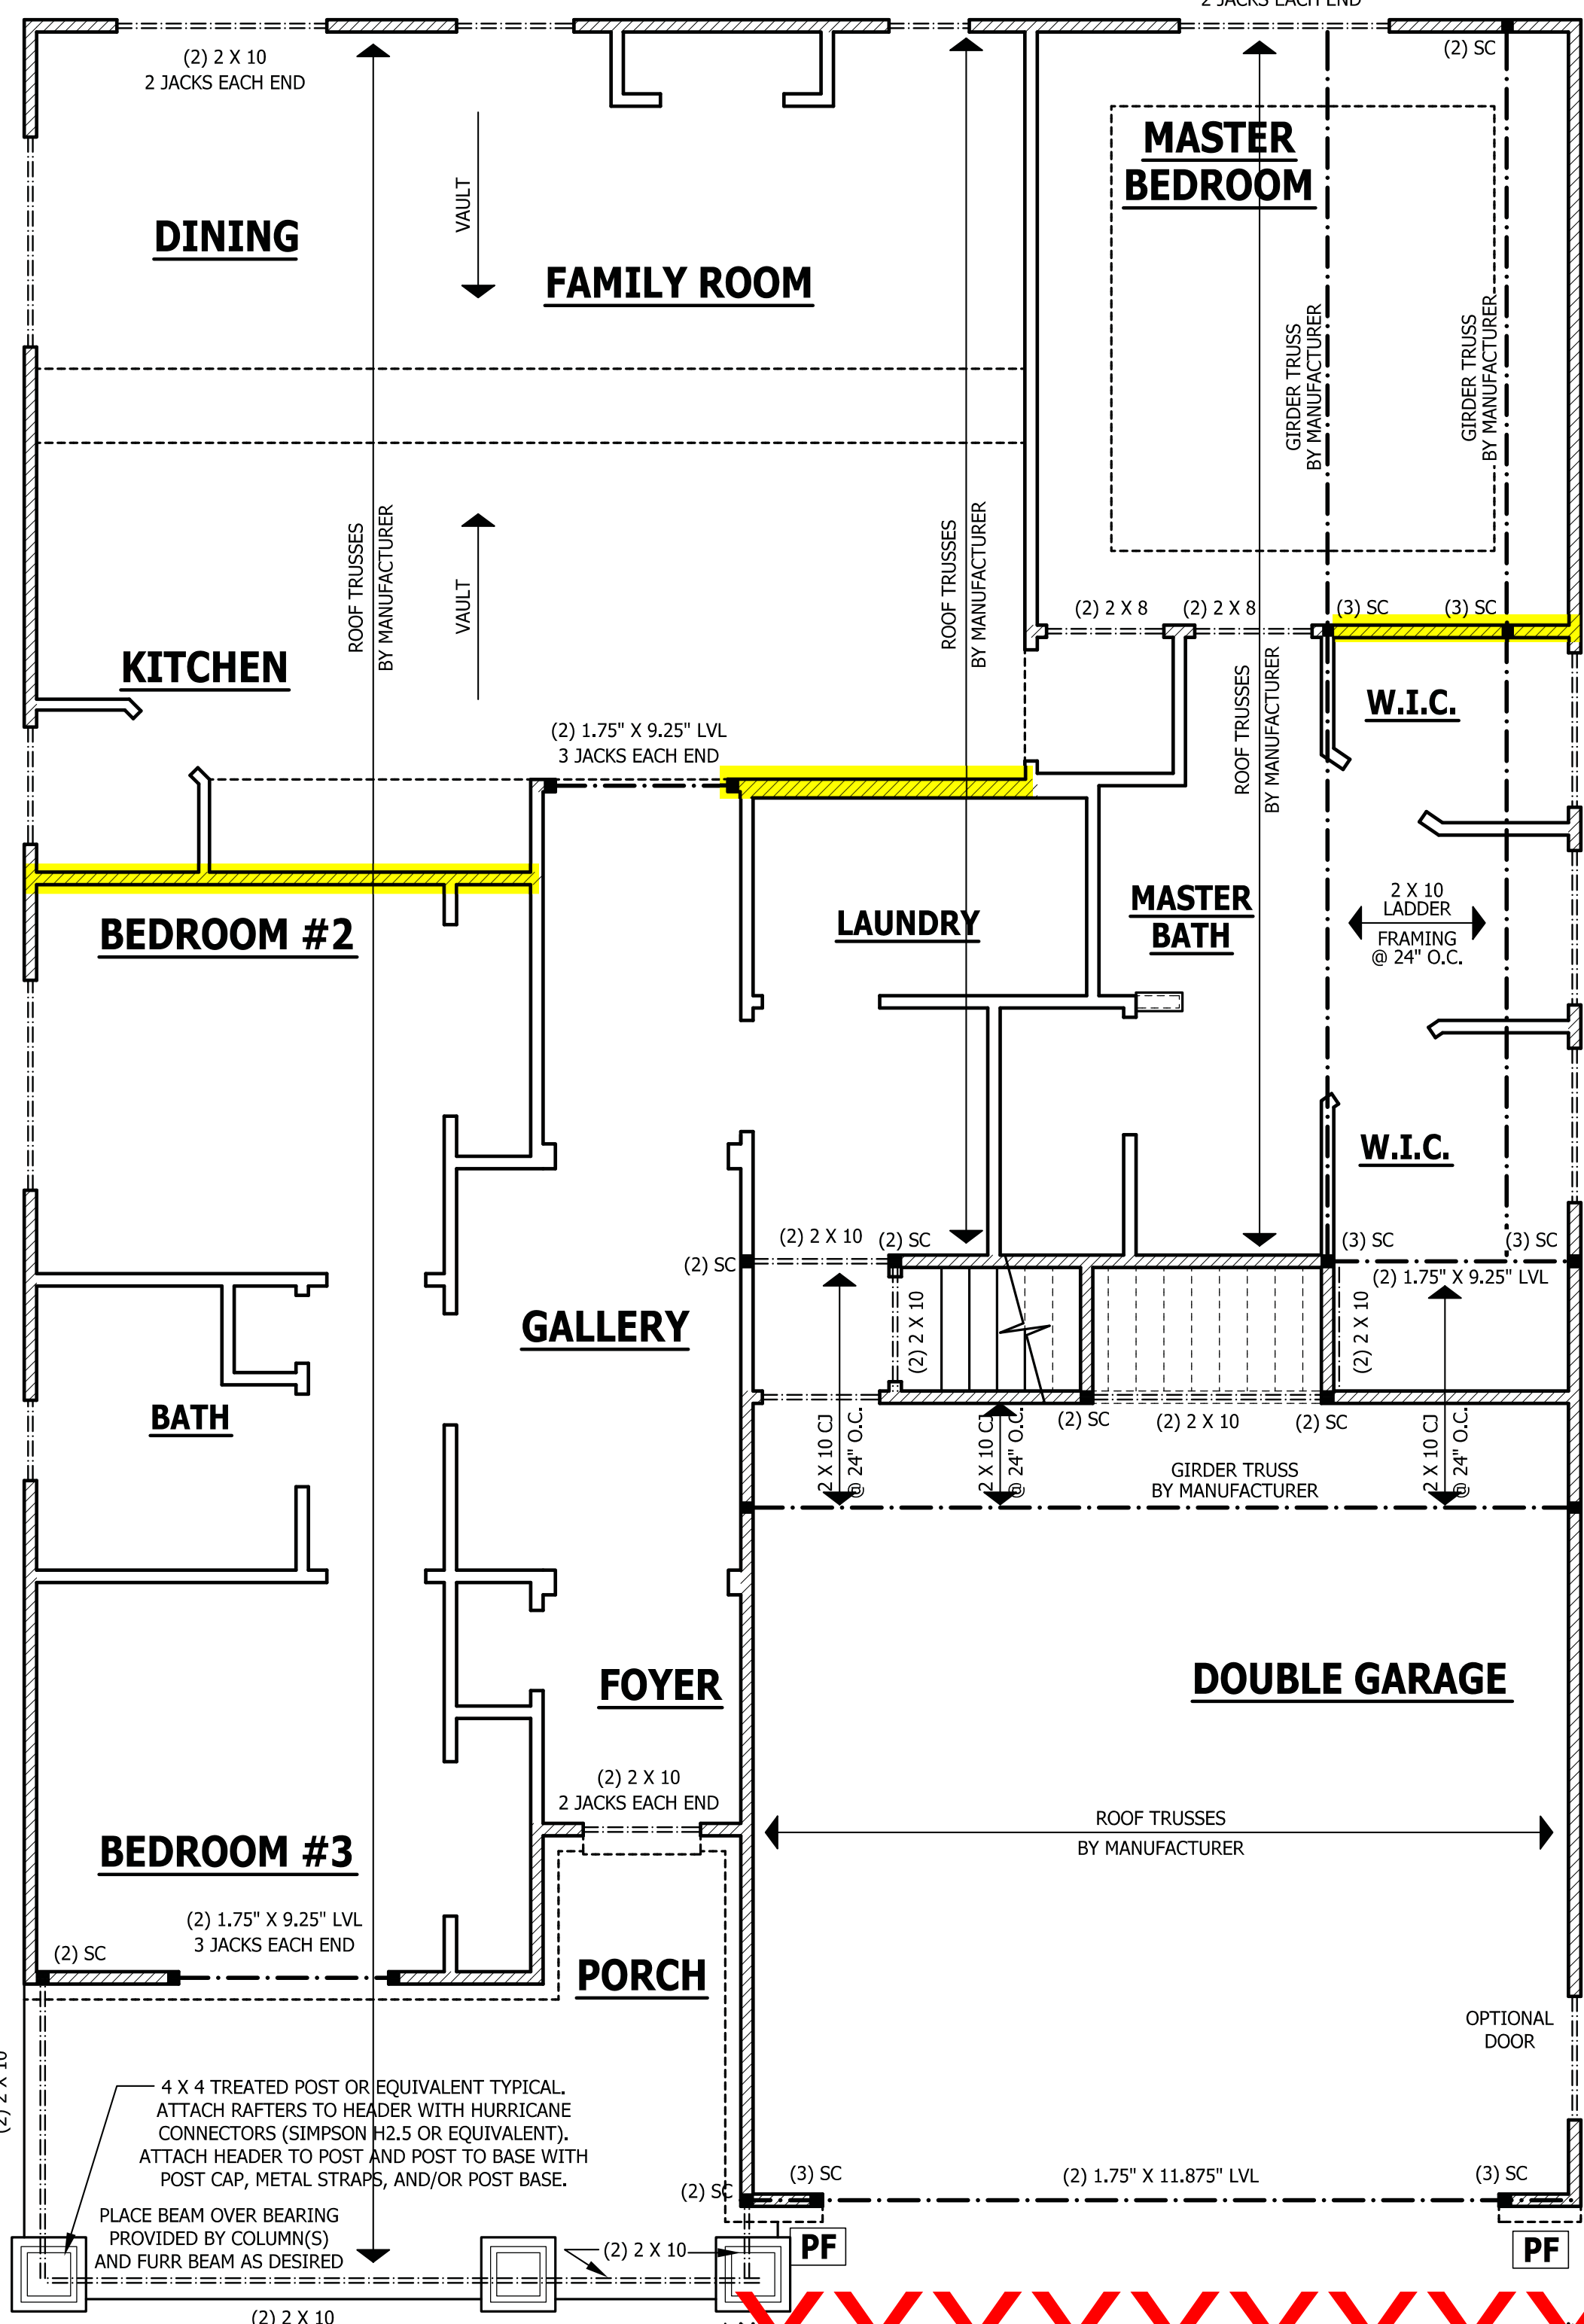 2 JACKS EACH END
(2) 2 X 10
2 JACKS EACH END
(2) SC
MASTER
BEDROOM
VAULT
DINING
FAMILY ROOM
GIRDER TRUSS
BY MANUFACTURER
GIRDER TRUSS
BY MANUFACTURER
ROOF TRUSSES
BY MANUFACTURER
VAULT
ROOF TRUSSES
BY MANUFACTURER
(2) 2 X 8
(2) 2 X 8
(3) SC
(3) SC
KITCHEN
ROOF TRUSSES
BY MANUFACTURER
W.I.C.
(2) 1.75" X 9.25" LVL
3 JACKS EACH END
BEDROOM #2
LAUNDRY
MASTER
BATH
2 X 10
LADDER
FRAMING
@ 24" O.C.
W.I.C.
(2) 2 X 10
(2) SC
(2) SC
(3) SC
(3) SC
(2) 1.75" X 9.25" LVL
GALLERY
(2) 2 X 10
(2) 2 X 10
BATH
2 X 10 CJ
@ 24" O.C.
2 X 10 CJ
@ 24" O.C.
(2) SC
(2) 2 X 10
(2) SC
2 X 10 CJ
@ 24" O.C.
GIRDER TRUSS
BY MANUFACTURER
FOYER
DOUBLE GARAGE
(2) 2 X 10
2 JACKS EACH END
ROOF TRUSSES
BY MANUFACTURER
BEDROOM #3
(2) 1.75" X 9.25" LVL
3 JACKS EACH END
(2) SC
PORCH
OPTIONAL
DOOR
(2) 2 X 10
4 X 4 TREATED POST OR EQUIVALENT TYPICAL.
ATTACH RAFTERS TO HEADER WITH HURRICANE
CONNECTORS (SIMPSON H2.5 OR EQUIVALENT).
ATTACH HEADER TO POST AND POST TO BASE WITH
POST CAP, METAL STRAPS, AND/OR POST BASE.
(2) SC
(3) SC
(2) 1.75" X 11.875" LVL
(3) SC
PLACE BEAM OVER BEARING
PROVIDED BY COLUMN(S)
AND FURR BEAM AS DESIRED
(2) 2 X 10
PF
PF
(2) 2 X 10